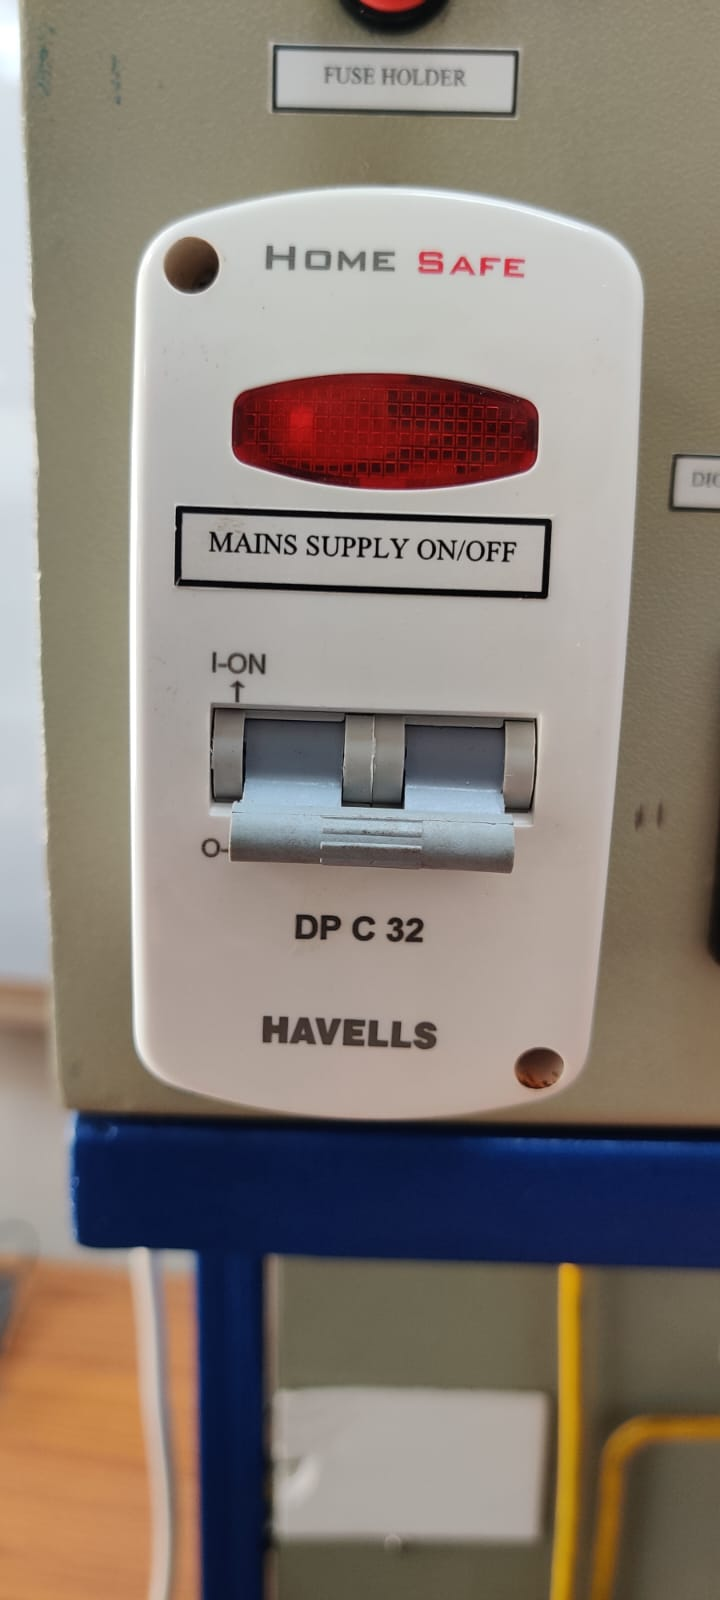 FUSE HOLDER
HOME SAFE
MAINS SUPPLY ON/OFF
I-ON
↑
O-
DP C 32
HAVELLS